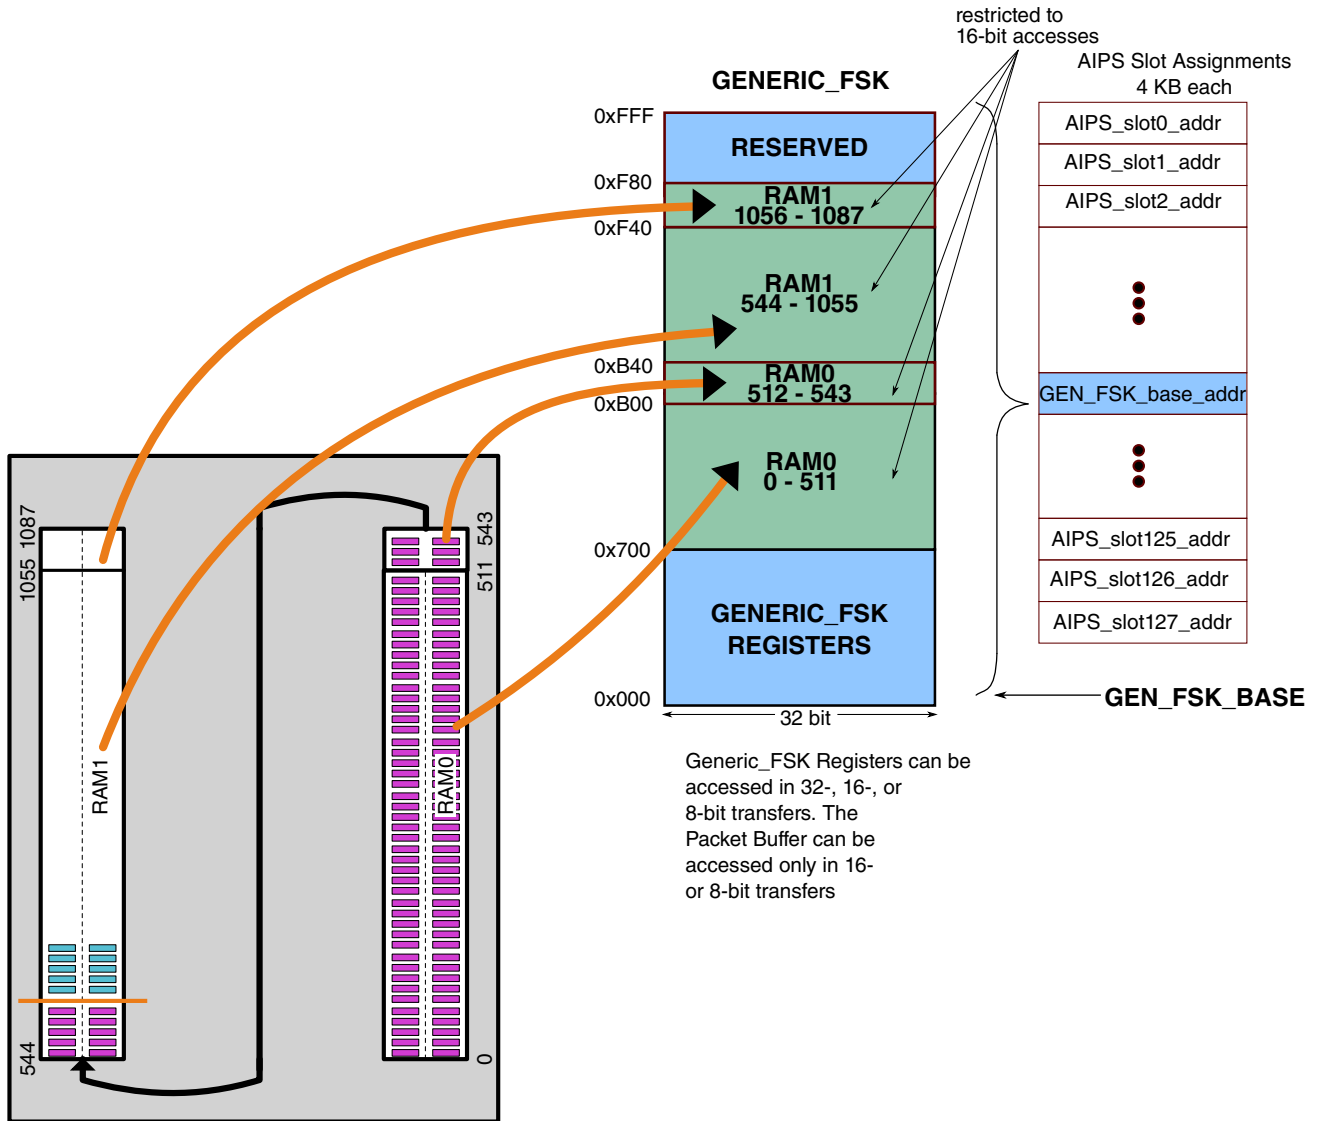 restricted to
16-bit accesses
AIPS Slot Assignments
4 KB each
GENERIC_FSK
0xFFF
RESERVED
0xF80
RAM1
1056 - 1087
0xF40
RAM1
544 - 1055
0xB40
RAM0
512 - 543
0xB00
RAM0
0 - 511
0x700
GENERIC_FSK
REGISTERS
0x000
32 bit
AIPS_slot0_addr
AIPS_slot1_addr
AIPS_slot2_addr
GEN_FSK_base_addr
AIPS_slot125_addr
AIPS_slot126_addr
AIPS_slot127_addr
GEN_FSK_BASE
Generic_FSK Registers can be
accessed in 32-, 16-, or
8-bit transfers. The
Packet Buffer can be
accessed only in 16-
or 8-bit transfers
1055 1087
RAM1
544
543
511
RAM0
0